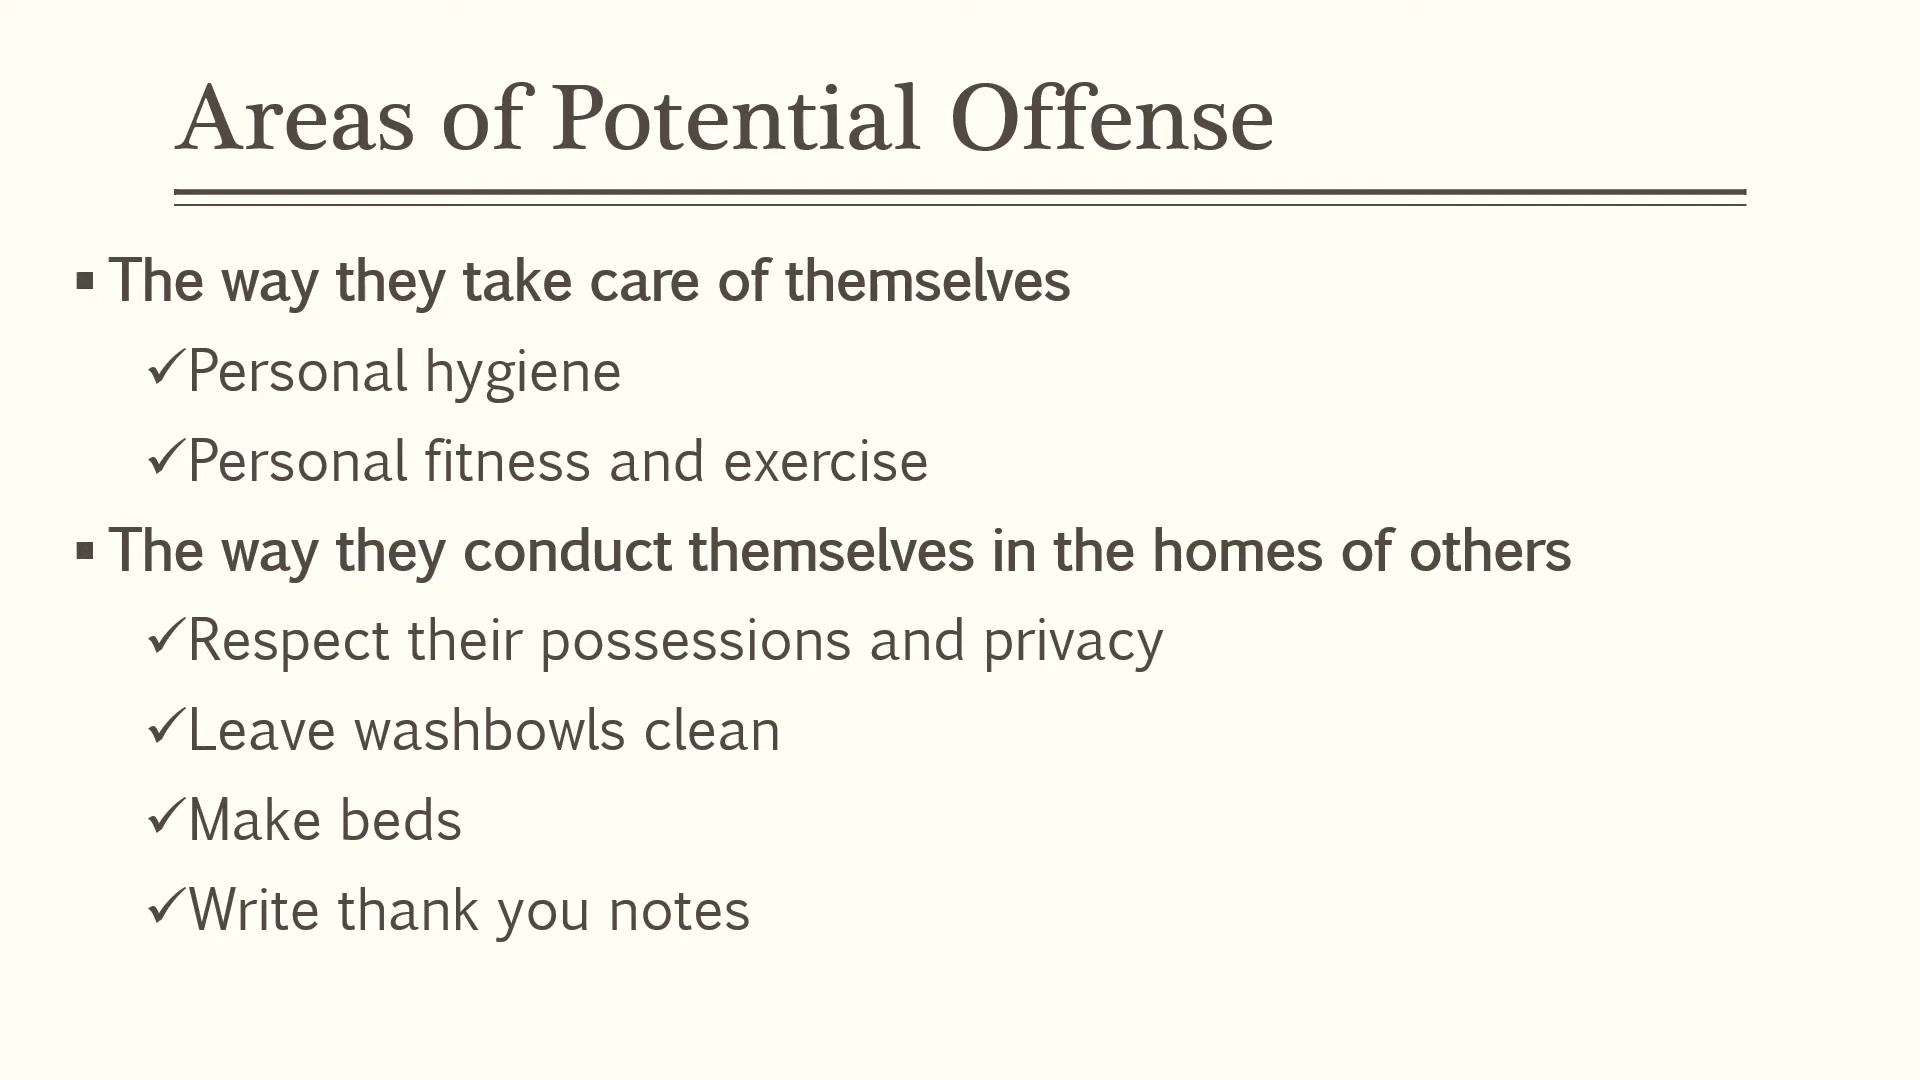 Areas of Potential Offense
▪ The way they take care of themselves
✓Personal hygiene
✓Personal fitness and exercise
▪ The way they conduct themselves in the homes of others
✓Respect their possessions and privacy
✓Leave washbowls clean
✓Make beds
✓Write thank you notes